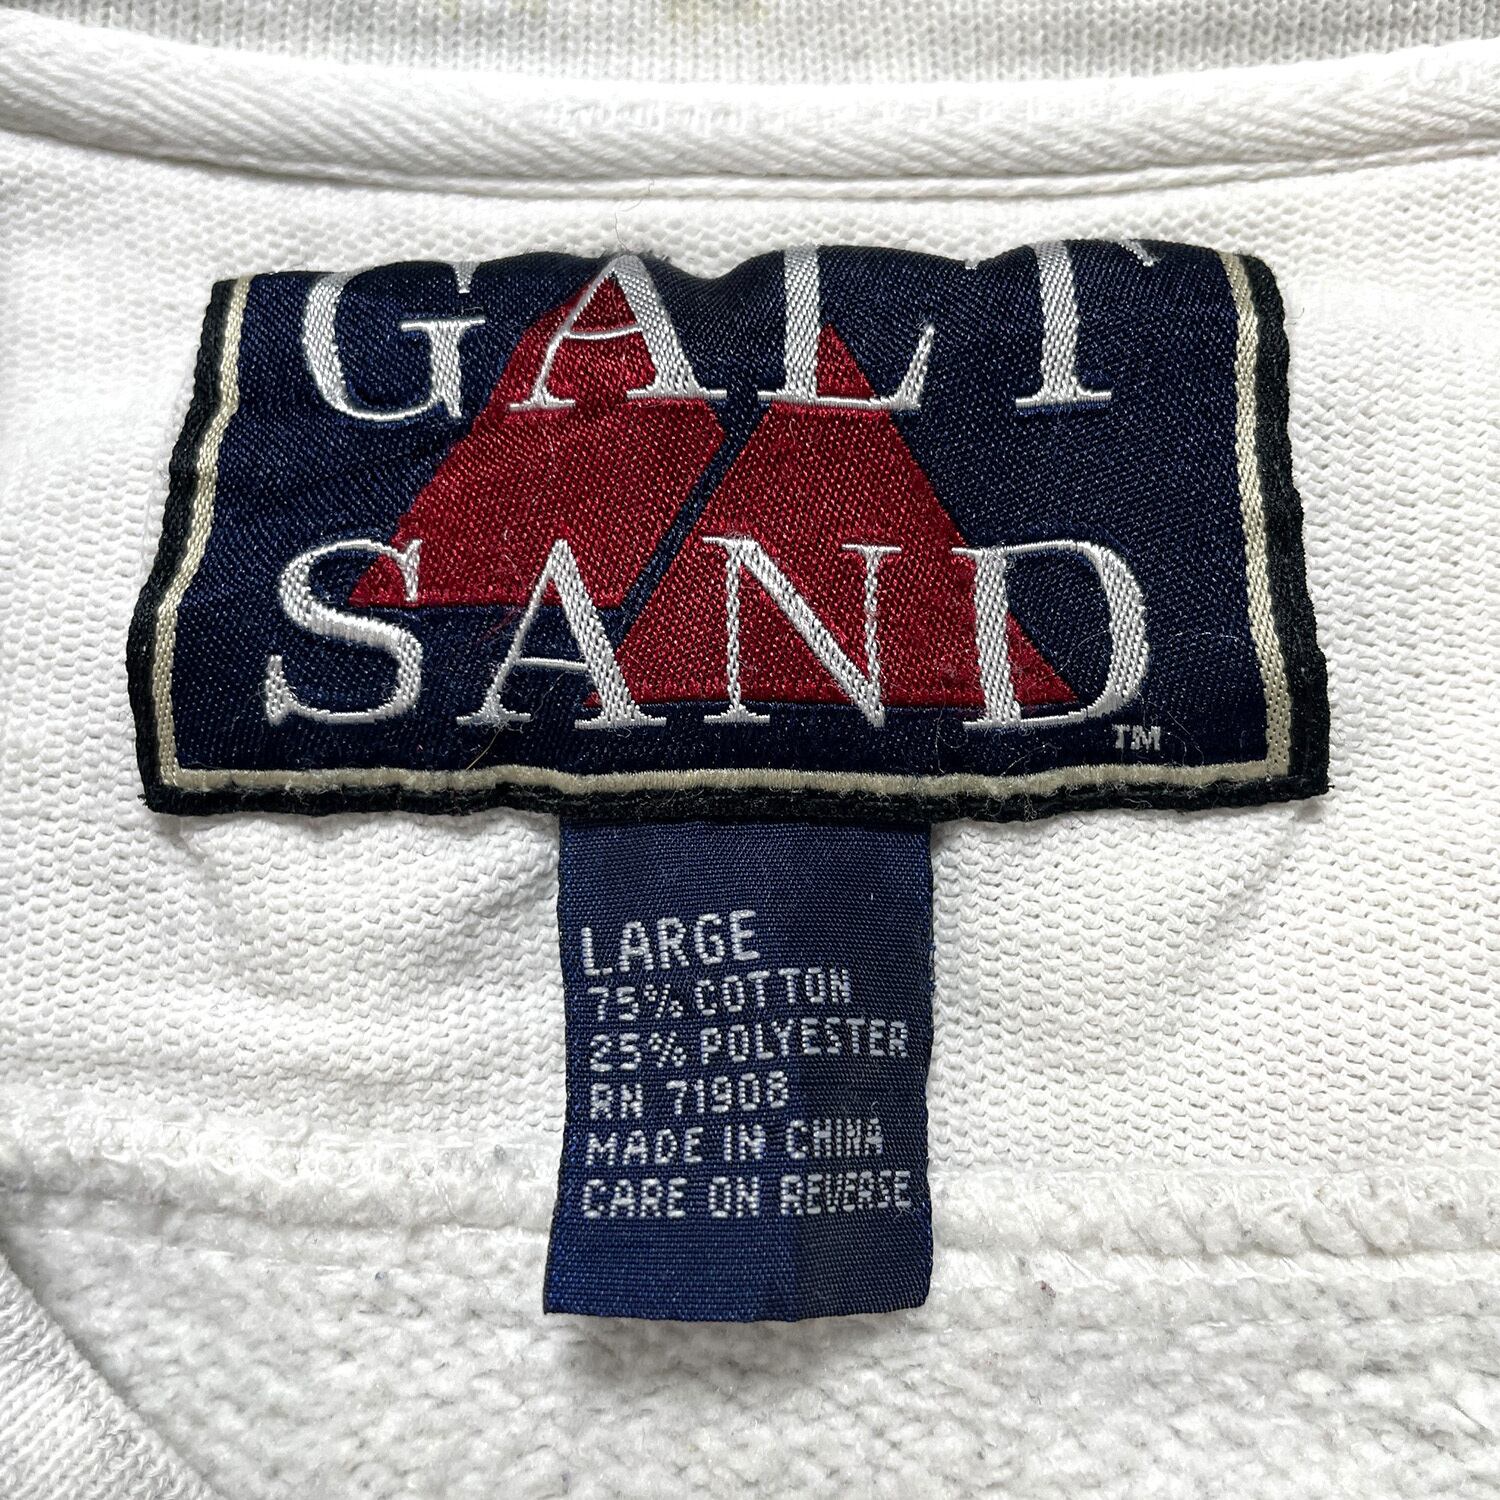 GALT
SAND
TM
LARGE
75% COTTON
25% POLYESTER
RN 71908
MADE IN CHINA
CARE ON REVERSE